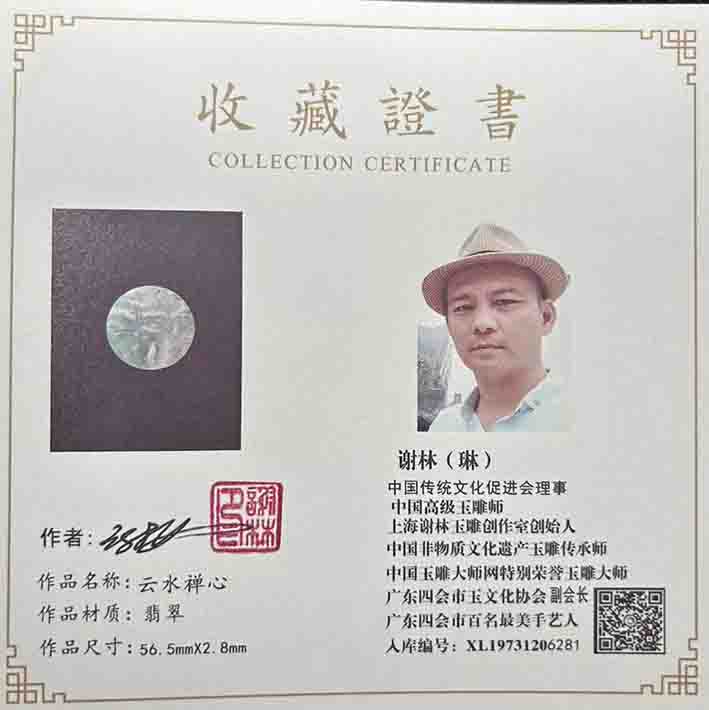 收藏證書
COLLECTION CERTIFICATE
谢林（琳）
中国传统文化促进会理事
中国高级玉雕师
上海谢林玉雕创作室创始人
中国非物质文化遗产玉雕传承师
中国玉雕大师网特别荣誉玉雕大师
广东四会市玉文化协会副会长
广东四会市百名最美手艺人
入库编号：XL19731206281
作者：
谢林
作品名称：云水禅心
作品材质：翡翠
作品尺寸：56.5mmX2.8mm